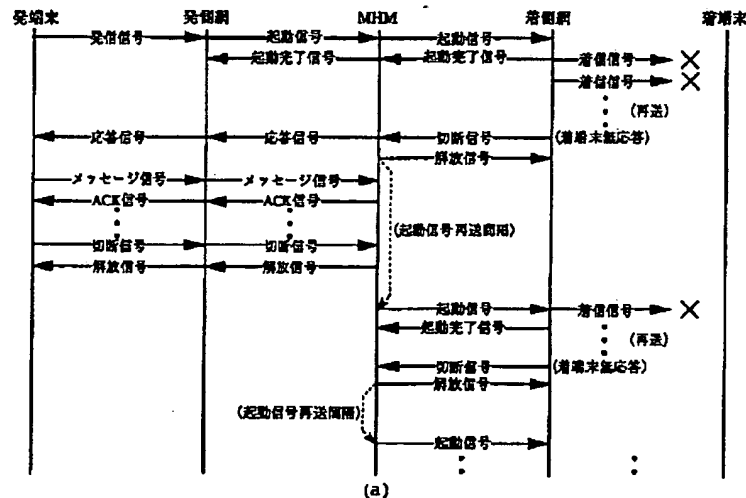 発端末 発側網 MHM 着側網 着端末
発信信号 起動信号 起動信号
起動完了信号 起動完了信号 着信信号
着信信号
(再送)
応答信号 応答信号 切断信号 (着端末無応答)
解放信号
メッセージ信号 メッセージ信号
ACK信号 ACK信号
(起動信号再送間隔)
切断信号 切断信号
解放信号 解放信号
起動信号 着信信号
起動完了信号
(再送)
切断信号 (着端末無応答)
解放信号
(起動信号再送間隔)
起動信号
(a)